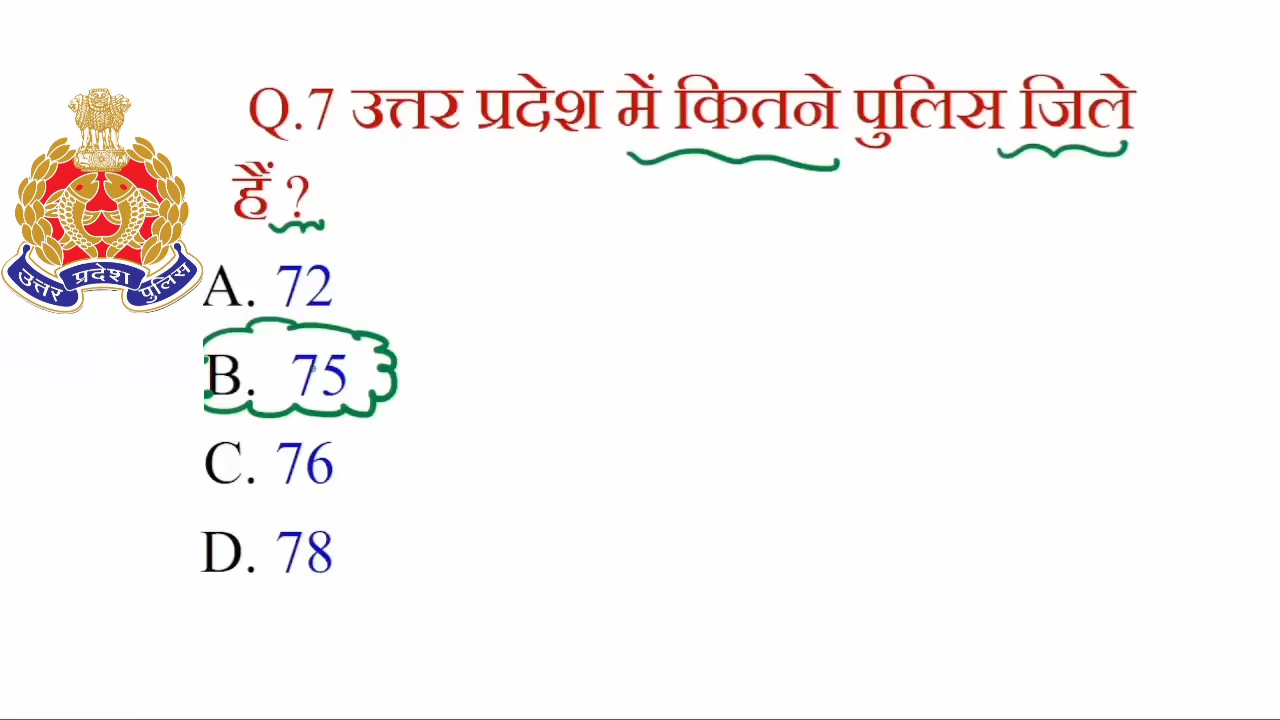 Q.7 उत्तर प्रदेश में कितने पुलिस जिले
हैं ?
उत्तर प्रदेश पुलिस
A. 72
B. 75
C. 76
D. 78